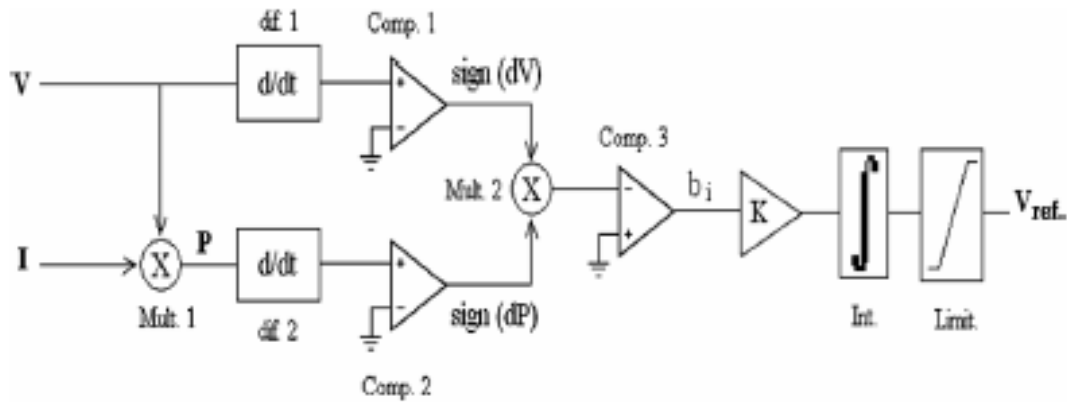 dif. 1
Comp. 1
V
d/dt
+
-
sign (dV)
Comp. 3
Mult. 2
X
-
+
b i
K
V ref..
I
X
P
d/dt
+
-
sign (dP)
Mult. 1
dif. 2
Int.
Limit.
Comp. 2